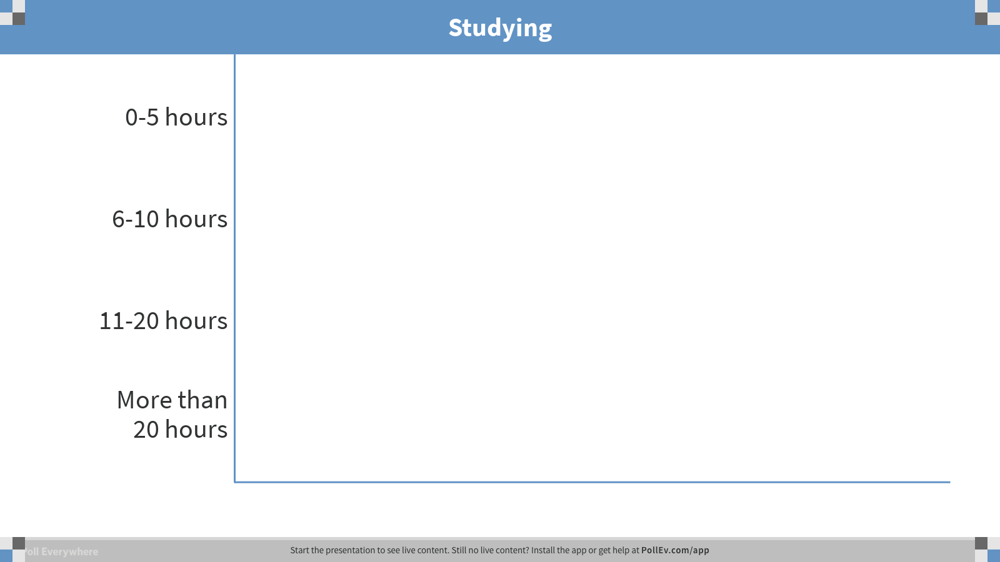 Studying
0-5 hours
6-10 hours
11-20 hours
More than
20 hours
Poll Everywhere
Start the presentation to see live content. Still no live content? Install the app or get help at PollEv.com/app